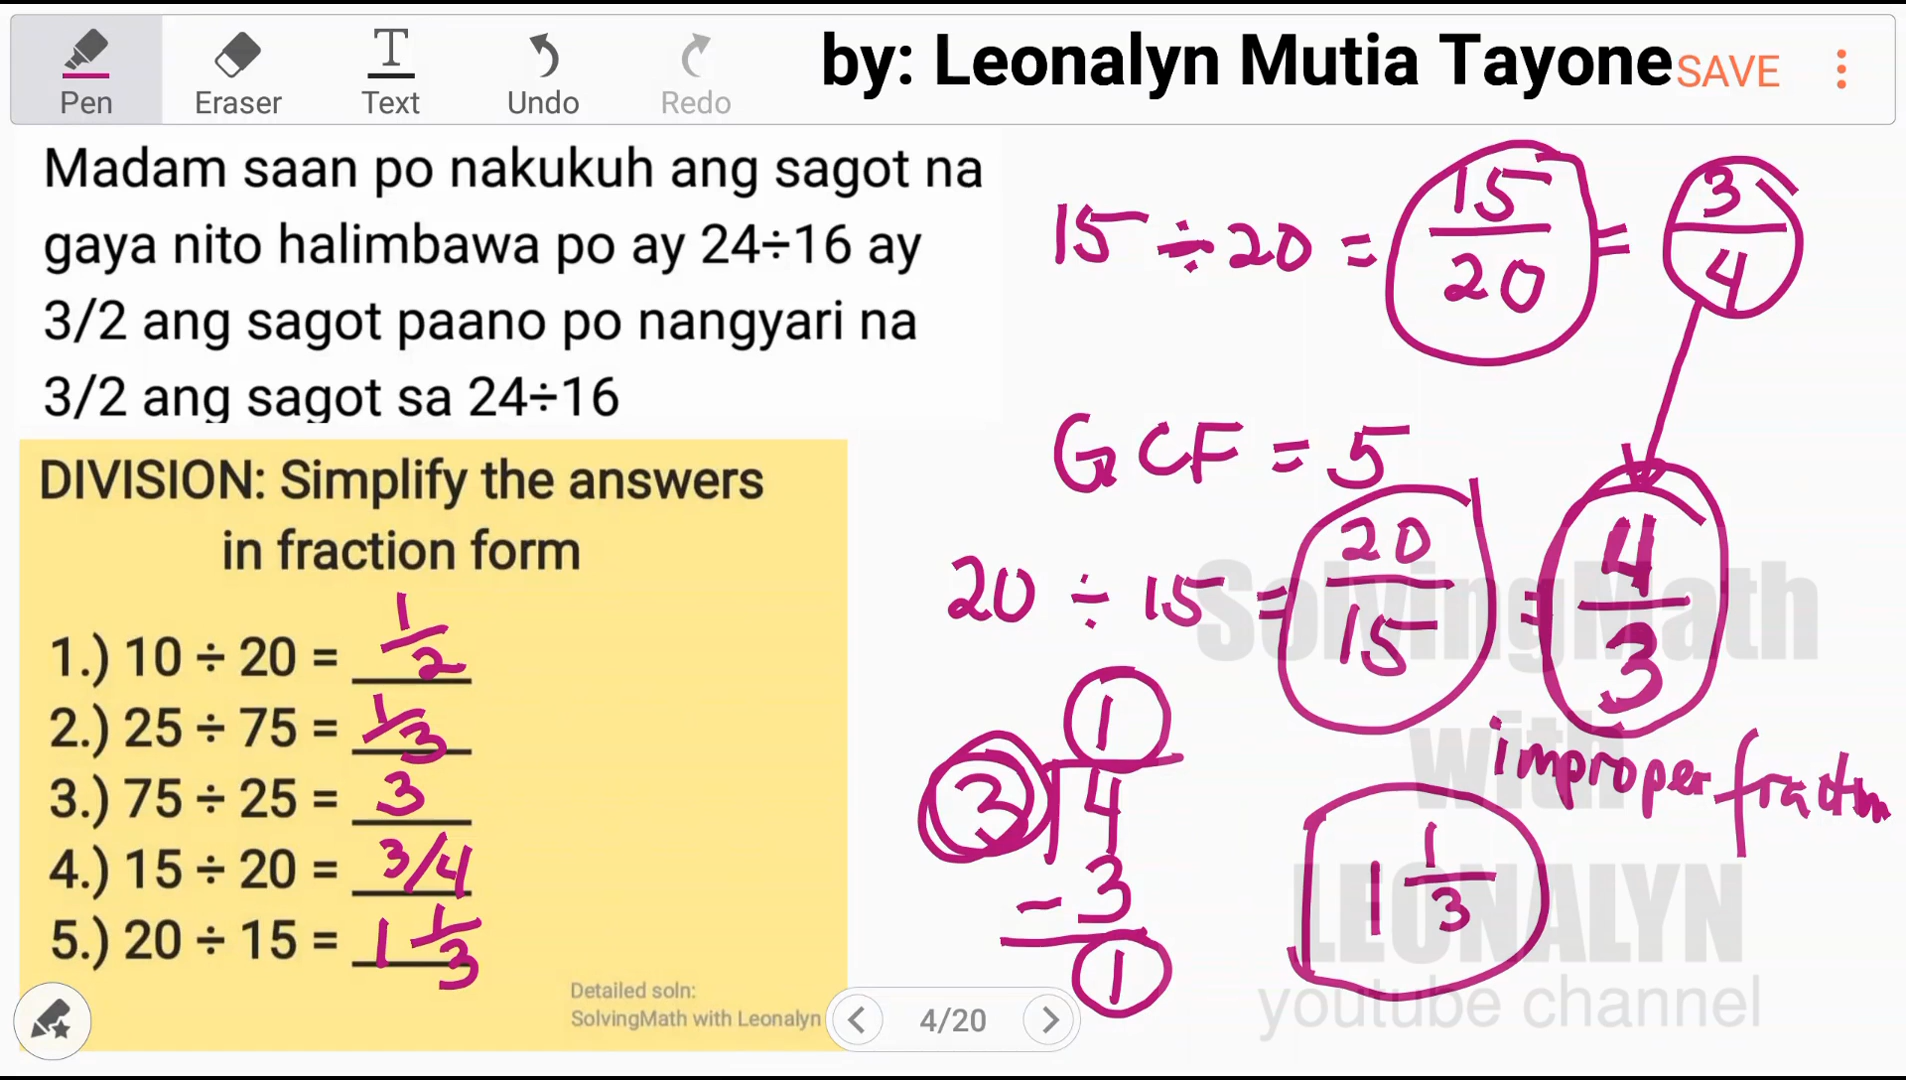 Pen Eraser Text Undo Redo by: Leonalyn Mutia Tayone SAVE
Madam saan po nakukuh ang sagot na
gaya nito halimbawa po ay 24÷16 ay
3/2 ang sagot paano po nangyari na
3/2 ang sagot sa 24÷16
DIVISION: Simplify the answers
in fraction form
1.) 10 ÷ 20 = 1/2
2.) 25 ÷ 75 = 1/3
3.) 75 ÷ 25 = 3
4.) 15 ÷ 20 = 3/4
5.) 20 ÷ 15 = 1 1/3
Detailed soln:
SolvingMath with Leonalyn
4/20
15 ÷ 20 = 15/20 = 3/4
GCF = 5
20 ÷ 15 = 20/15 = 4/3
improper fraction
1
3 4
- 3
1
1 1/3
SolvingMath
with
LEONALYN
youtube channel